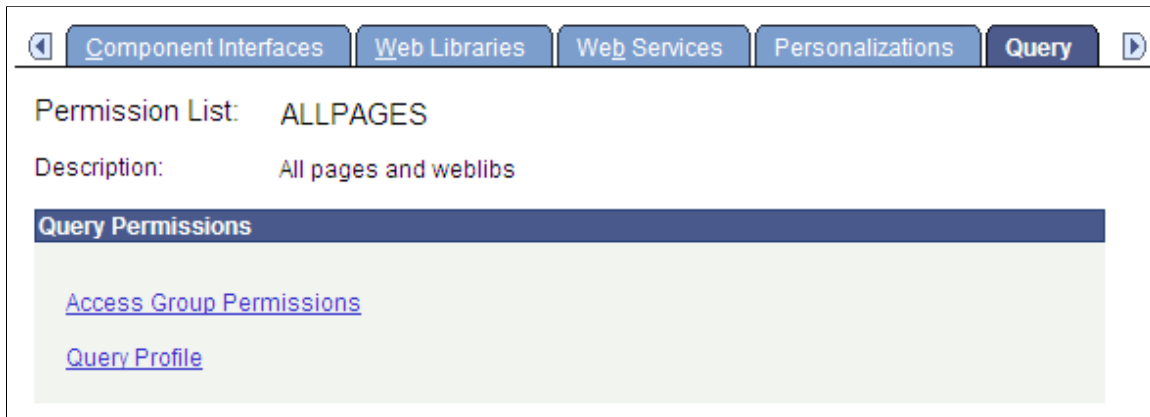 Component Interfaces Web Libraries Web Services Personalizations Query
Permission List: ALLPAGES
Description: All pages and weblibs
Query Permissions
Access Group Permissions
Query Profile